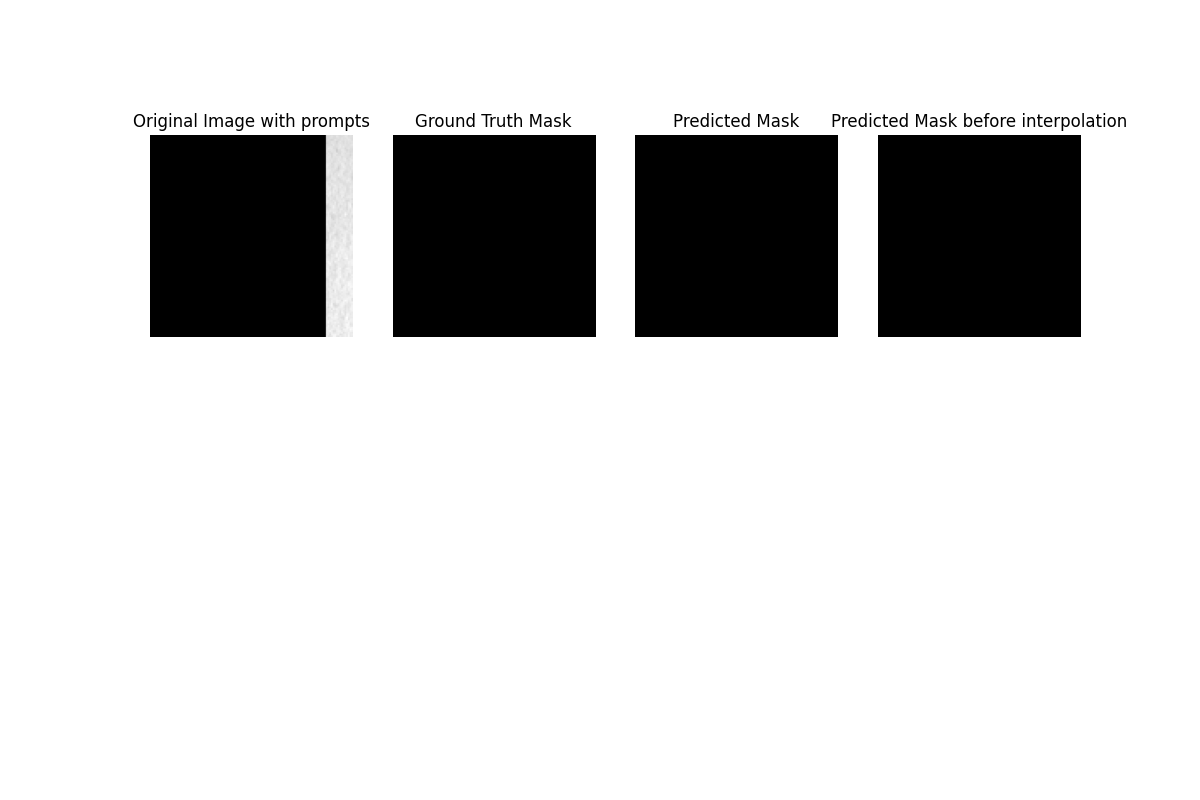 Original Image with prompts
Ground Truth Mask
Predicted Mask
Predicted Mask before interpolation